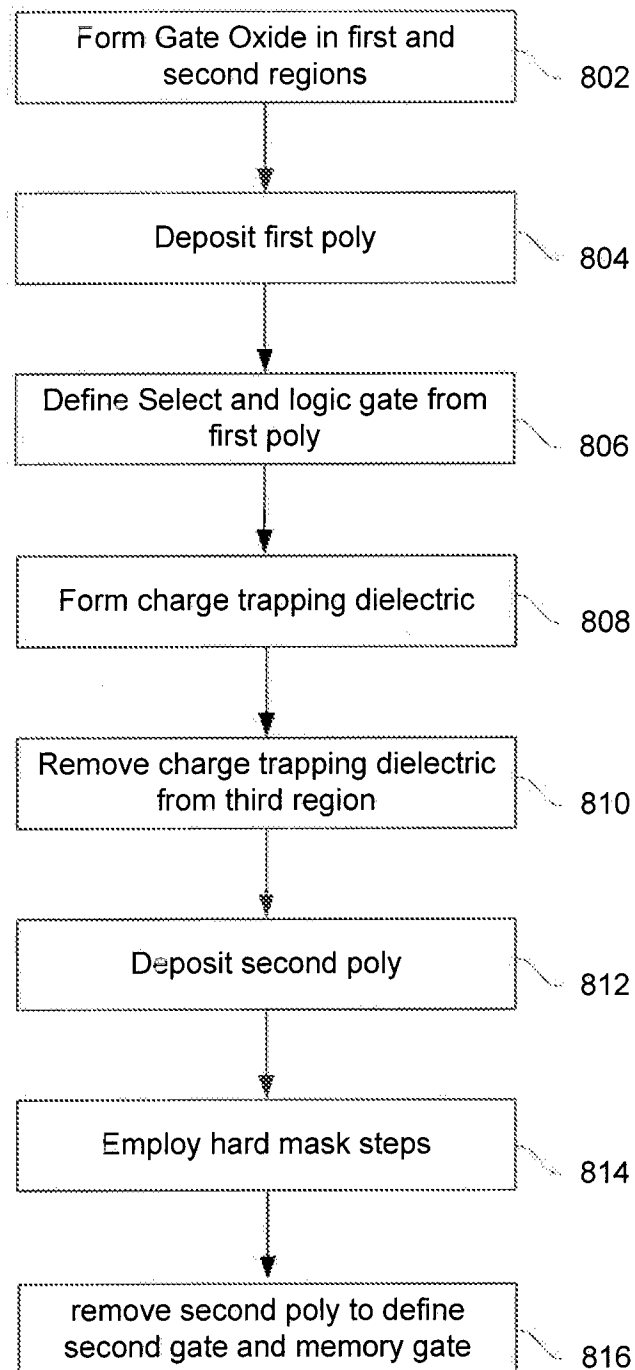 Form Gate Oxide in first and
second regions
802
Deposit first poly
804
Define Select and logic gate from
first poly
806
Form charge trapping dielectric
808
Remove charge trapping dielectric
from third region
810
Deposit second poly
812
Employ hard mask steps
814
remove second poly to define
second gate and memory gate
816